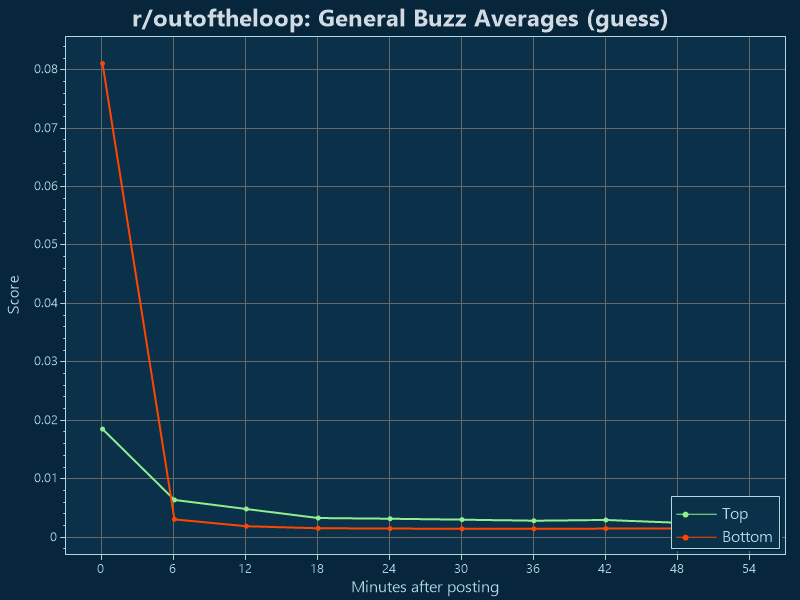 r/outoftheloop: General Buzz Averages (guess)
Score
0.08
0.07
0.06
0.05
0.04
0.03
0.02
0.01
0
Top
Bottom
0 6 12 18 24 30 36 42 48 54
Minutes after posting